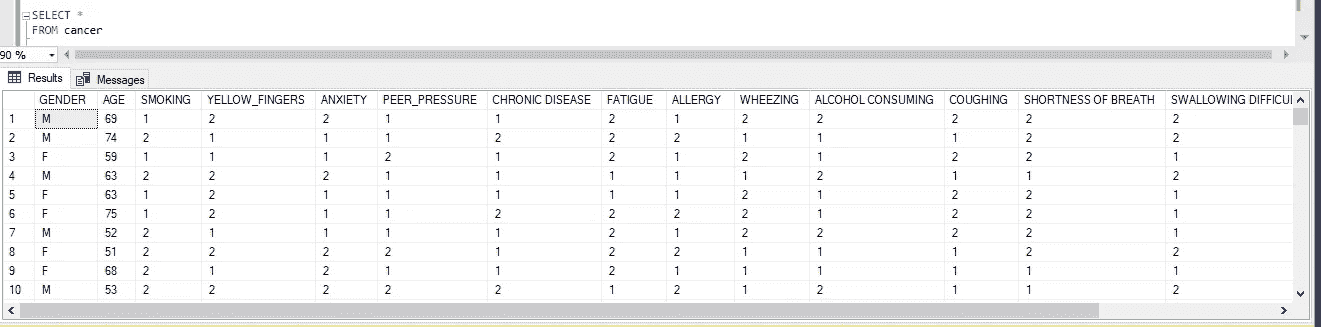 SELECT *
FROM cancer
90 %
Results Messages
GENDER AGE SMOKING YELLOW_FINGERS ANXIETY PEER_PRESSURE CHRONIC DISEASE FATIGUE ALLERGY WHEEZING ALCOHOL CONSUMING COUGHING SHORTNESS OF BREATH SWALLOWING DIFFICUL
1 M 69 1 2 2 1 1 2 1 2 2 2 2 2
2 M 74 2 1 1 1 2 2 2 1 1 1 2 2
3 F 59 1 1 1 2 1 2 1 2 1 2 2 1
4 M 63 2 2 2 1 1 1 1 1 2 1 1 2
5 F 63 1 2 1 1 1 1 1 2 1 2 2 1
6 F 75 1 2 1 1 2 2 2 2 1 2 2 1
7 M 52 2 1 1 1 1 2 1 2 2 2 2 1
8 F 51 2 2 2 2 1 2 2 1 1 1 2 2
9 F 68 2 1 2 1 1 2 1 1 1 1 1 1
10 M 53 2 2 2 2 2 1 2 1 2 1 1 2